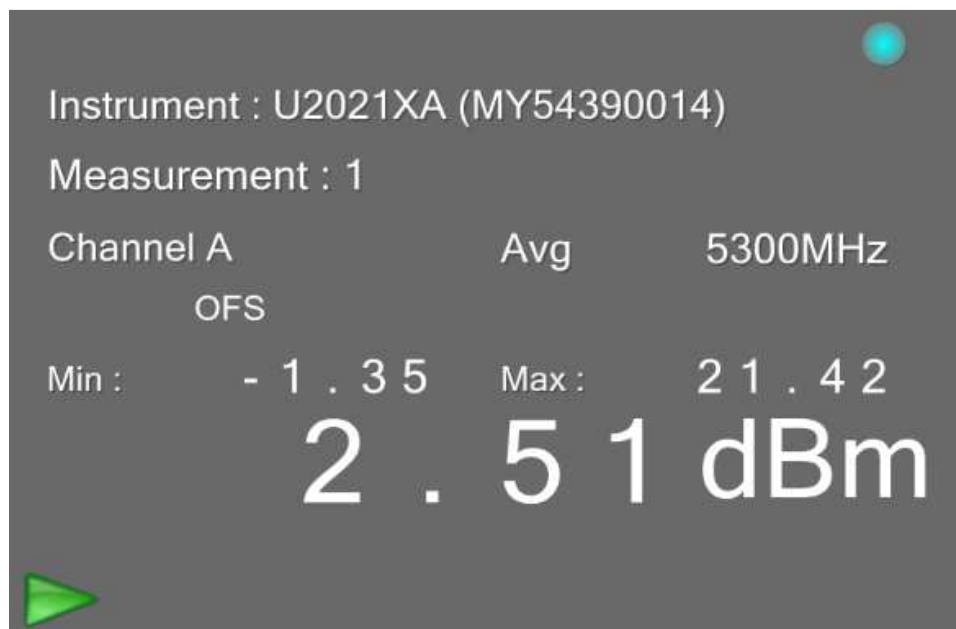 Instrument : U2021XA (MY54390014)
Measurement : 1
Channel A Avg 5300MHz
OFS
Min : -1.35 Max : 21.42
2.51 dBm